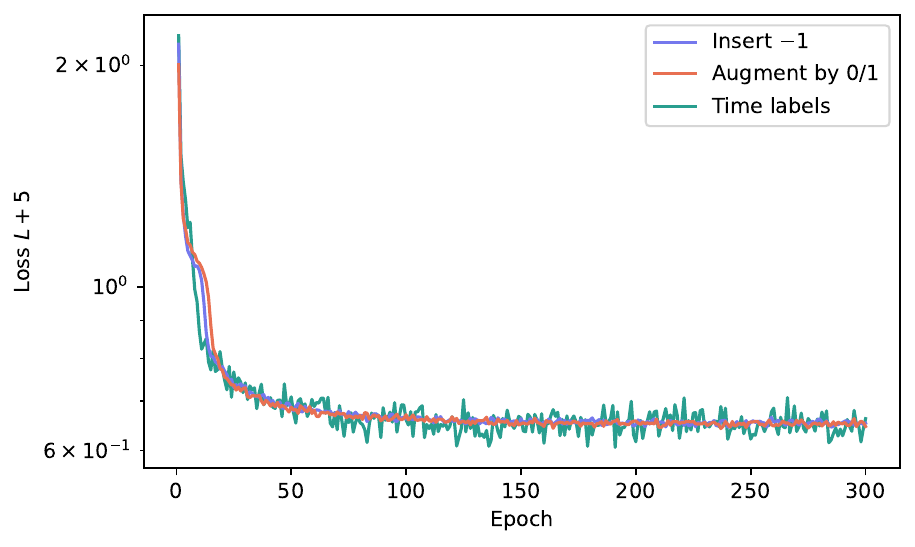 Insert −1
Augment by 0/1
Time labels
2 × 10⁰
10⁰
6 × 10⁻¹
Loss L + 5
0 50 100 150 200 250 300
Epoch